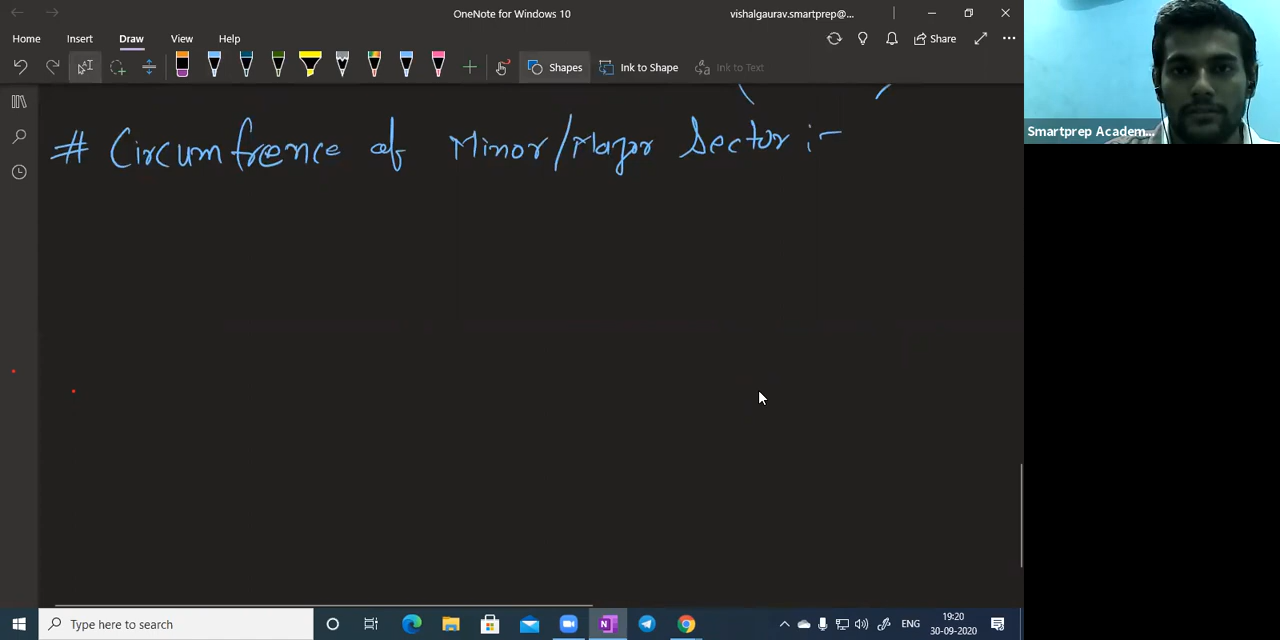 OneNote for Windows 10
vishalgaurav.smartprep@...
Home Insert Draw View Help
Share
Shapes Ink to Shape Ink to Text
# Circumfrence of Minor/Major Sector :-
Smartprep Academ...
Type here to search
ENG
19:20
30-09-2020